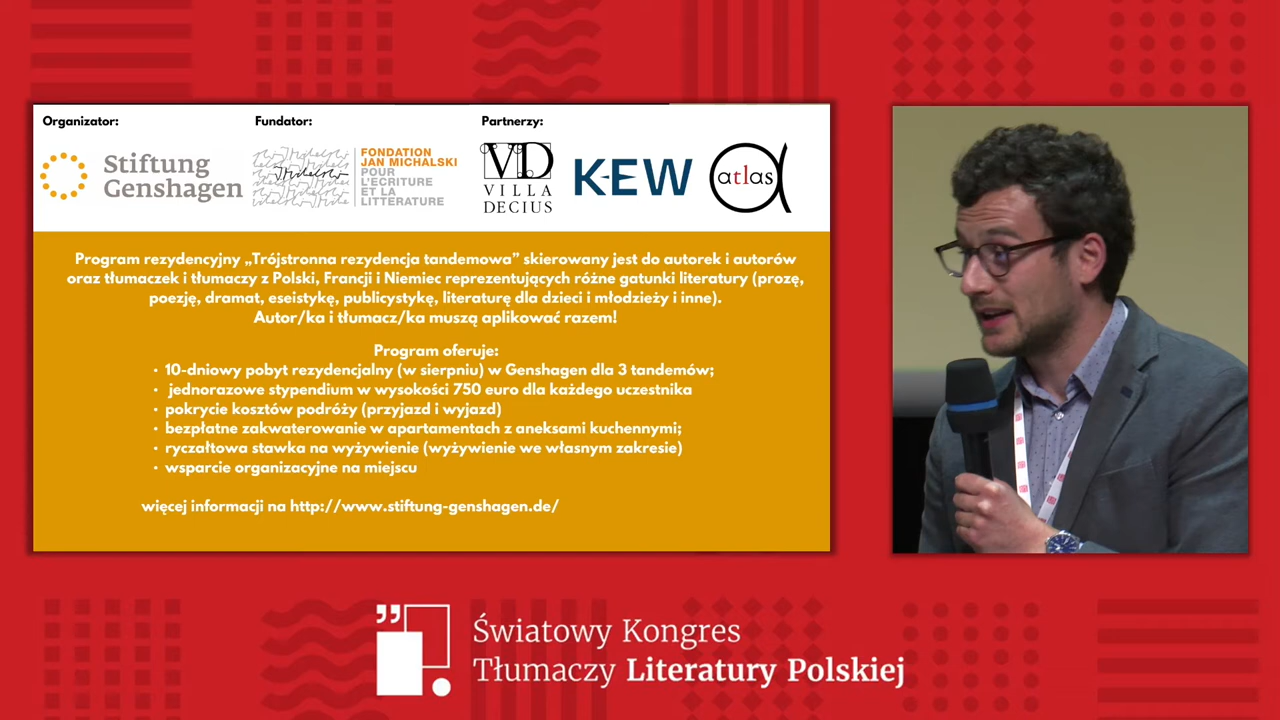 Organizator:
Fundator:
Partnerzy:
Stiftung
Genshagen
FONDATION
JAN MICHALSKI
POUR
L'ECRITURE
ET LA
LITTÉRATURE
VD
VILLA
DECIUS
KEW
atlas
Program rezydencyjny „Trójstronna rezydencja tandemowa” skierowany jest do autorek i autorów
oraz tłumaczek i tłumaczy z Polski, Francji i Niemiec reprezentujących różne gatunki literatury (prozę,
poezję, dramat, eseistykę, publicystykę, literaturę dla dzieci i młodzieży i inne).
Autor/ka i tłumacz/ka muszą aplikować razem!
Program oferuje:
• 10-dniowy pobyt rezydencjalny (w sierpniu) w Genshagen dla 3 tandemów;
• jednorazowe stypendium w wysokości 750 euro dla każdego uczestnika
• pokrycie kosztów podróży (przyjazd i wyjazd)
• bezpłatne zakwaterowanie w apartamentach z aneksami kuchennymi;
• ryczałtowa stawka na wyżywienie (wyżywienie we własnym zakresie)
• wsparcie organizacyjne na miejscu
więcej informacji na http://www.stiftung-genshagen.de/
Światowy Kongres
Tłumaczy Literatury Polskiej